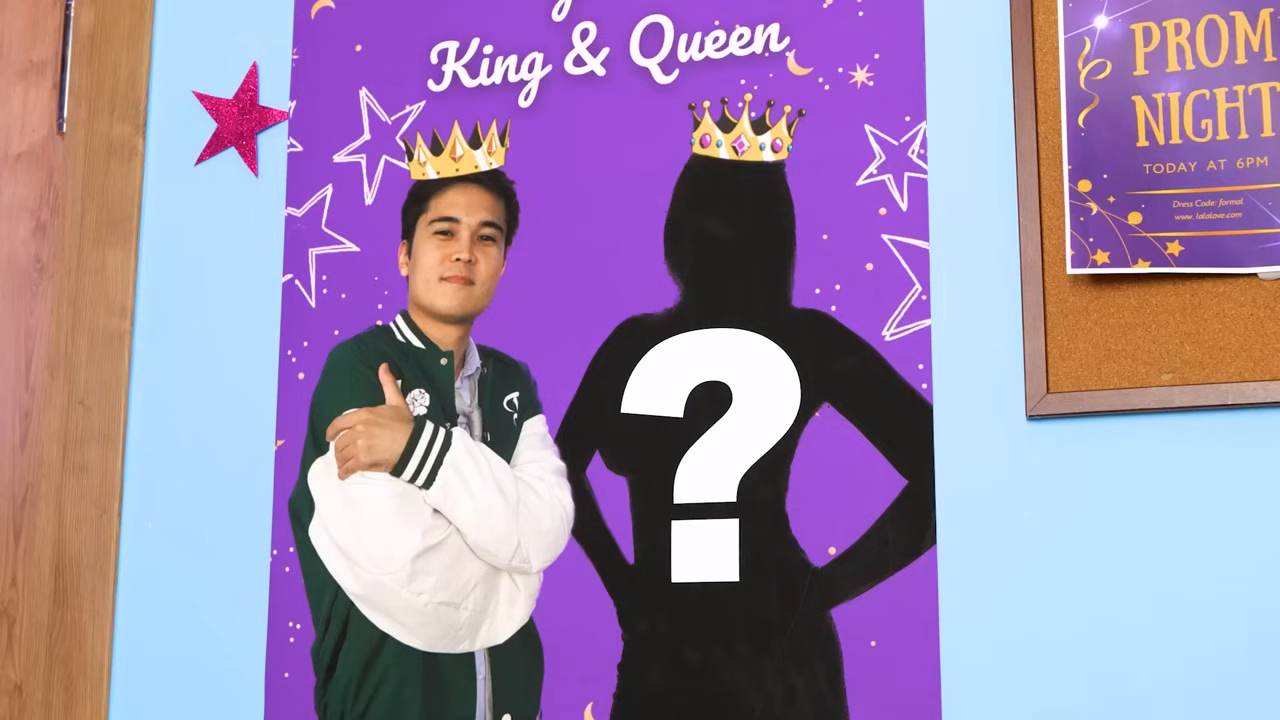 King & Queen
?
PROM
NIGHT
TODAY AT 6PM
Dress Code: formal
www. lalalove.com